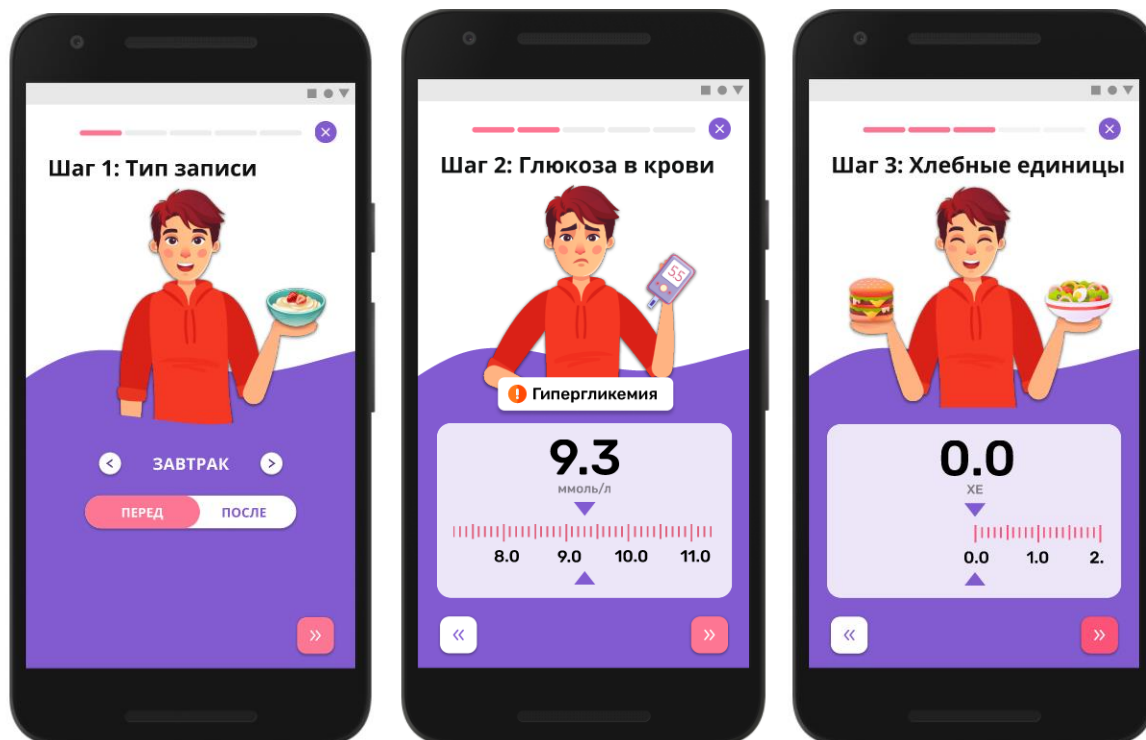 Шаг 1: Тип записи
ЗАВТРАК
ПЕРЕД ПОСЛЕ
Шаг 2: Глюкоза в крови
55
Гипергликемия
9.3
ммоль/л
8.0 9.0 10.0 11.0
Шаг 3: Хлебные единицы
0.0
ХЕ
0.0 1.0 2.